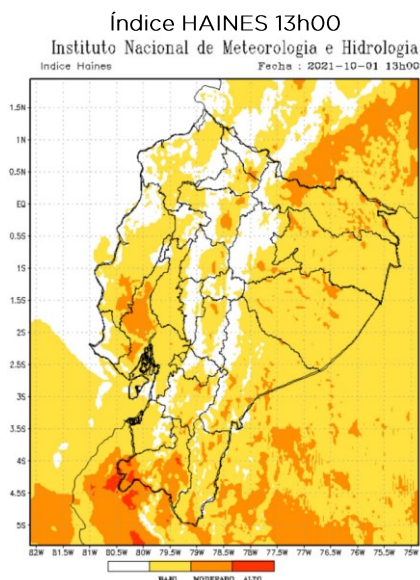 Índice HAINES 13h00
Instituto Nacional de Meteorologia e Hidrologia
Indice Haines Fecha : 2021-10-01 13h00
1.5N
1N
0.5N
EQ
0.5S
1S
1.5S
2S
2.5S
3S
3.5S
4S
4.5S
5S
82W 81.5W 81W 80.5W 80W 79.5W 79W 78.5W 78W 77.5W 77W 76.5W 76W 75.5W 75W
BAJO MODERADO ALTO